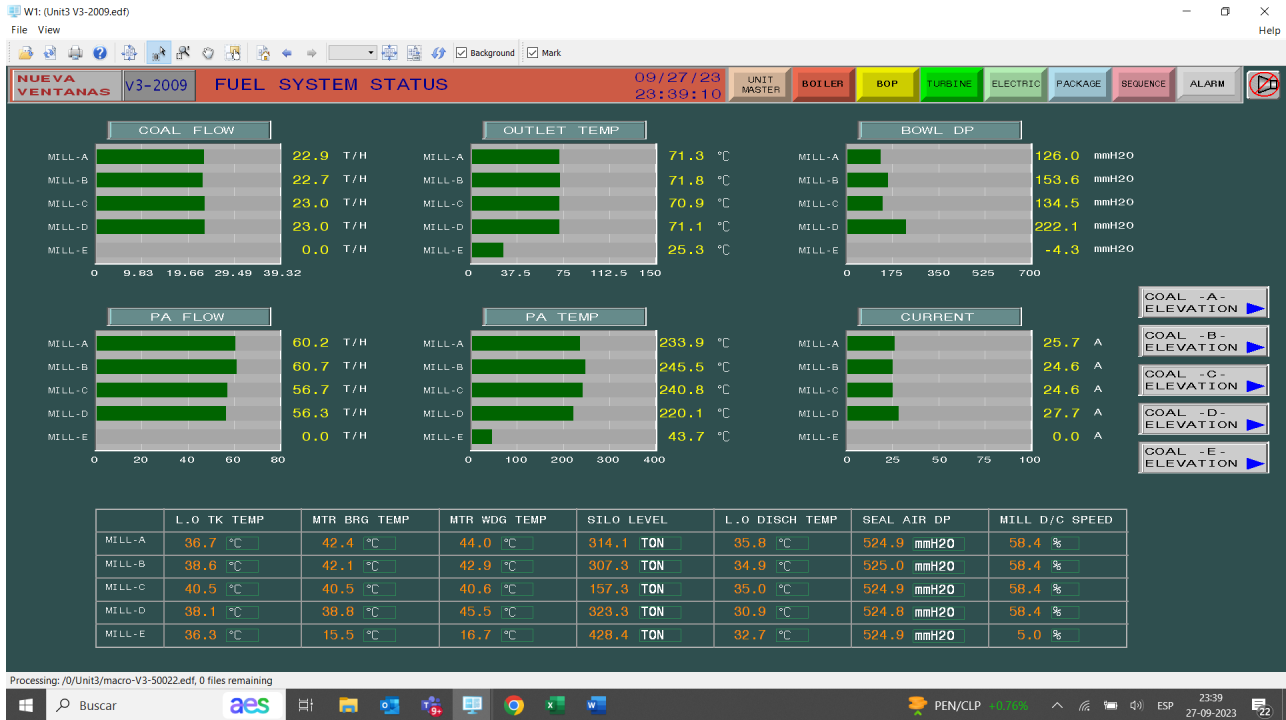 W1: (Unit3 V3-2009.edf)
File View
Help
Background Mark
NUEVA VENTANAS
V3-2009
FUEL SYSTEM STATUS
09/27/23
23:39:10
UNIT MASTER
BOILER
BOP
TURBINE
ELECTRIC
PACKAGE
SEQUENCE
ALARM
COAL FLOW
MILL-A 22.9 T/H
MILL-B 22.7 T/H
MILL-C 23.0 T/H
MILL-D 23.0 T/H
MILL-E 0.0 T/H
0 9.83 19.66 29.49 39.32
OUTLET TEMP
MILL-A 71.3 °C
MILL-B 71.8 °C
MILL-C 70.9 °C
MILL-D 71.1 °C
MILL-E 25.3 °C
0 37.5 75 112.5 150
BOWL DP
MILL-A 126.0 mmH2O
MILL-B 153.6 mmH2O
MILL-C 134.5 mmH2O
MILL-D 222.1 mmH2O
MILL-E -4.3 mmH2O
0 175 350 525 700
PA FLOW
MILL-A 60.2 T/H
MILL-B 60.7 T/H
MILL-C 56.7 T/H
MILL-D 56.3 T/H
MILL-E 0.0 T/H
0 20 40 60 80
PA TEMP
MILL-A 233.9 °C
MILL-B 245.5 °C
MILL-C 240.8 °C
MILL-D 220.1 °C
MILL-E 43.7 °C
0 100 200 300 400
CURRENT
MILL-A 25.7 A
MILL-B 24.6 A
MILL-C 24.6 A
MILL-D 27.7 A
MILL-E 0.0 A
0 25 50 75 100
COAL -A-
ELEVATION
COAL -B-
ELEVATION
COAL -C-
ELEVATION
COAL -D-
ELEVATION
COAL -E-
ELEVATION
L.O TK TEMP MTR BRG TEMP MTR WDG TEMP SILO LEVEL L.O DISCH TEMP SEAL AIR DP MILL D/C SPEED
MILL-A 36.7 °C 42.4 °C 44.0 °C 314.1 TON 35.8 °C 524.9 mmH2O 58.4 %
MILL-B 38.6 °C 42.1 °C 42.9 °C 307.3 TON 34.9 °C 525.0 mmH2O 58.4 %
MILL-C 40.5 °C 40.5 °C 40.6 °C 157.3 TON 35.0 °C 524.9 mmH2O 58.4 %
MILL-D 38.1 °C 38.8 °C 45.5 °C 323.3 TON 30.9 °C 524.8 mmH2O 58.4 %
MILL-E 36.3 °C 15.5 °C 16.7 °C 428.4 TON 32.7 °C 524.9 mmH2O 5.0 %
Processing: /0/Unit3/macro-V3-50022.edf, 0 files remaining
Buscar
aes
9+
PEN/CLP +0.76%
ESP
23:39
27-09-2023
22